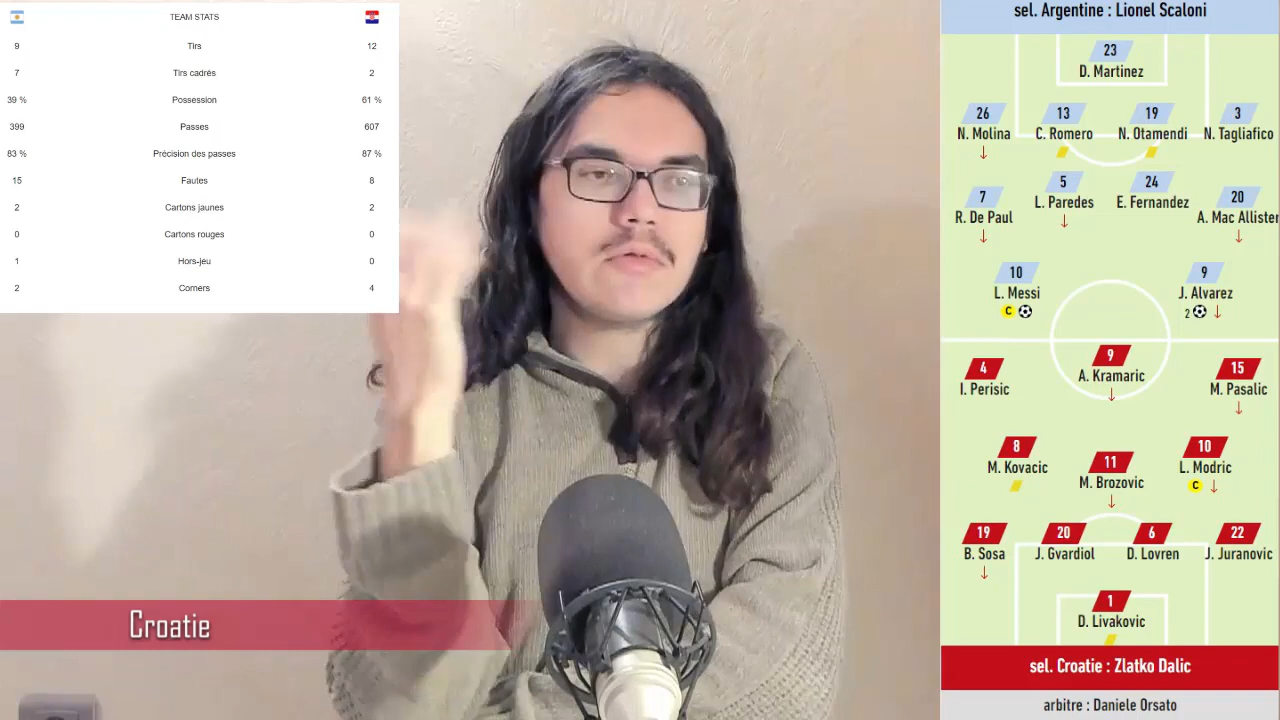 TEAM STATS
9 Tirs 12
7 Tirs cadrés 2
39 % Possession 61 %
399 Passes 607
83 % Précision des passes 87 %
15 Fautes 8
2 Cartons jaunes 2
0 Cartons rouges 0
1 Hors-jeu 0
2 Corners 4
Croatie
sel. Argentine : Lionel Scaloni
23
D. Martinez
26 13 19 3
N. Molina C. Romero N. Otamendi N. Tagliafico
7 5 24 20
R. De Paul L. Paredes E. Fernandez A. Mac Allister
10 9
L. Messi J. Alvarez
C 2
4 9 15
I. Perisic A. Kramaric M. Pasalic
8 11 10
M. Kovacic M. Brozovic L. Modric
C
19 20 6 22
B. Sosa J. Gvardiol D. Lovren J. Juranovic
1
D. Livakovic
sel. Croatie : Zlatko Dalic
arbitre : Daniele Orsato